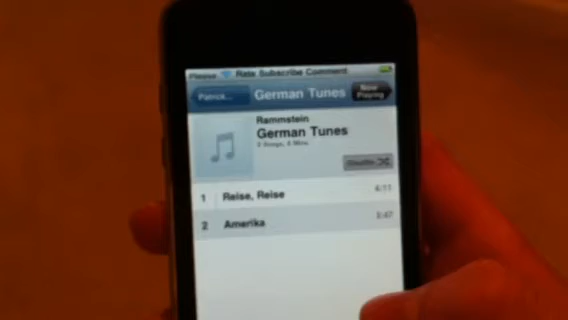 Please Rate Subscribe Comment
Patrick... German Tunes Now Playing
Rammstein
German Tunes
2 Songs, 8 Mins.
Shuffle
1 Reise, Reise 4:11
2 Amerika 3:47